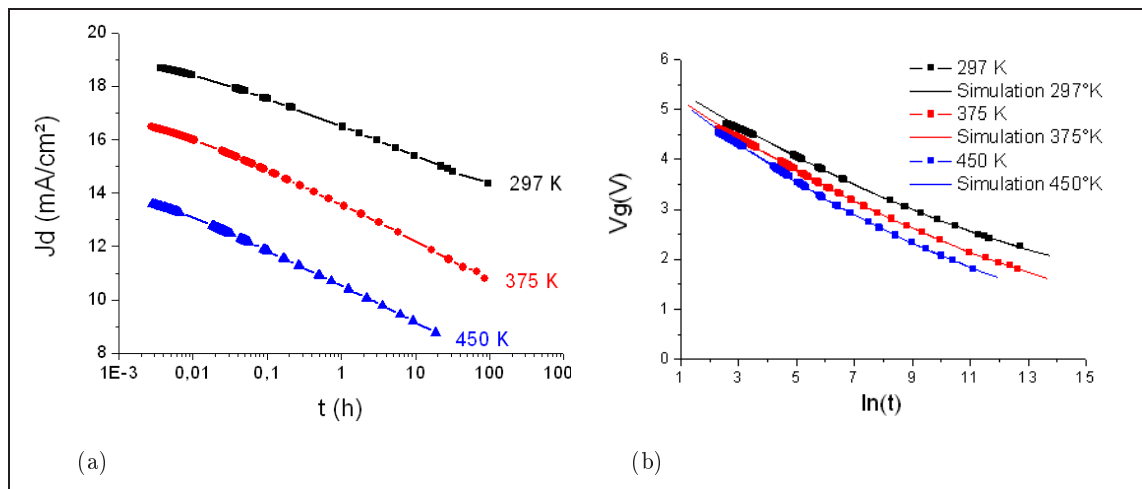 20
18
16
14
12
10
8
Jd (mA/cm²)
297 K
375 K
450 K
1E-3
0,01
0,1
1
10
100
100
t (h)
(a)
6
5
4
3
2
1
0
Vg(V)
297 K
Simulation 297°K
375 K
Simulation 375°K
450 K
Simulation 450°K
1
3
5
7
9
11
13
15
ln(t)
(b)